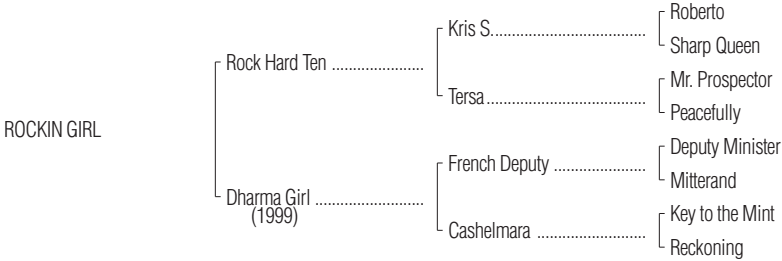 Roberto
Kris S. ......................................
Sharp Queen
Rock Hard Ten .......................
Mr. Prospector
Tersa ........................................
Peacefully
ROCKIN GIRL
Deputy Minister
French Deputy .......................
Mitterand
Dharma Girl ...........................
(1999)
Key to the Mint
Cashelmara ...........................
Reckoning